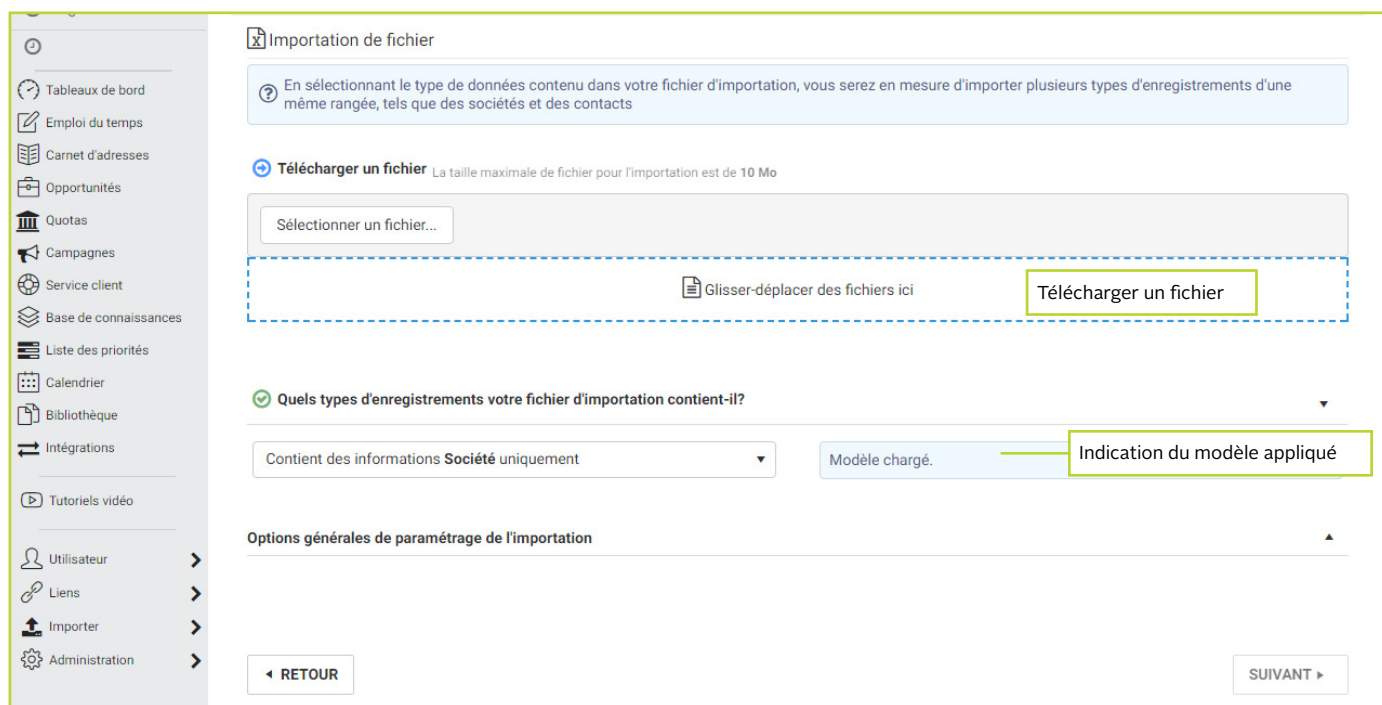 Tableaux de bord
Emploi du temps
Carnet d'adresses
Opportunités
Quotas
Campagnes
Service client
Base de connaissances
Liste des priorités
Calendrier
Bibliothèque
Intégrations
Tutoriels vidéo
Utilisateur
Liens
Importer
Administration
Importation de fichier
En sélectionnant le type de données contenu dans votre fichier d'importation, vous serez en mesure d'importer plusieurs types d'enregistrements d'une
même rangée, tels que des sociétés et des contacts
Télécharger un fichier La taille maximale de fichier pour l'importation est de 10 Mo
Sélectionner un fichier...
Glisser-déplacer des fichiers ici
Télécharger un fichier
Quels types d'enregistrements votre fichier d'importation contient-il?
Contient des informations Société uniquement
Modèle chargé.
Indication du modèle appliqué
Options générales de paramétrage de l'importation
RETOUR
SUIVANT